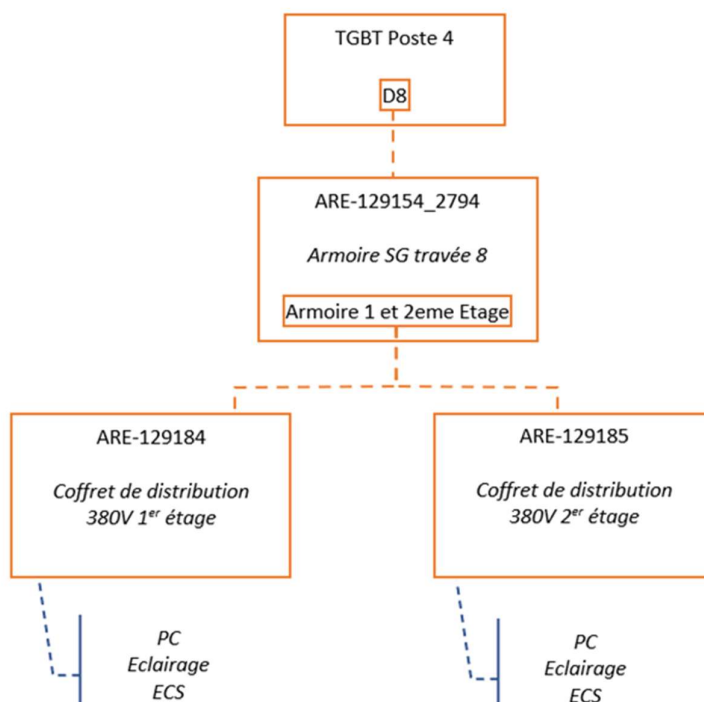 TGBT Poste 4
D8
ARE-129154_2794
Armoire SG travée 8
Armoire 1 et 2eme Etage
ARE-129184
Coffret de distribution
380V 1er étage
PC
Eclairage
ECS
ARE-129185
Coffret de distribution
380V 2er étage
PC
Eclairage
ECS